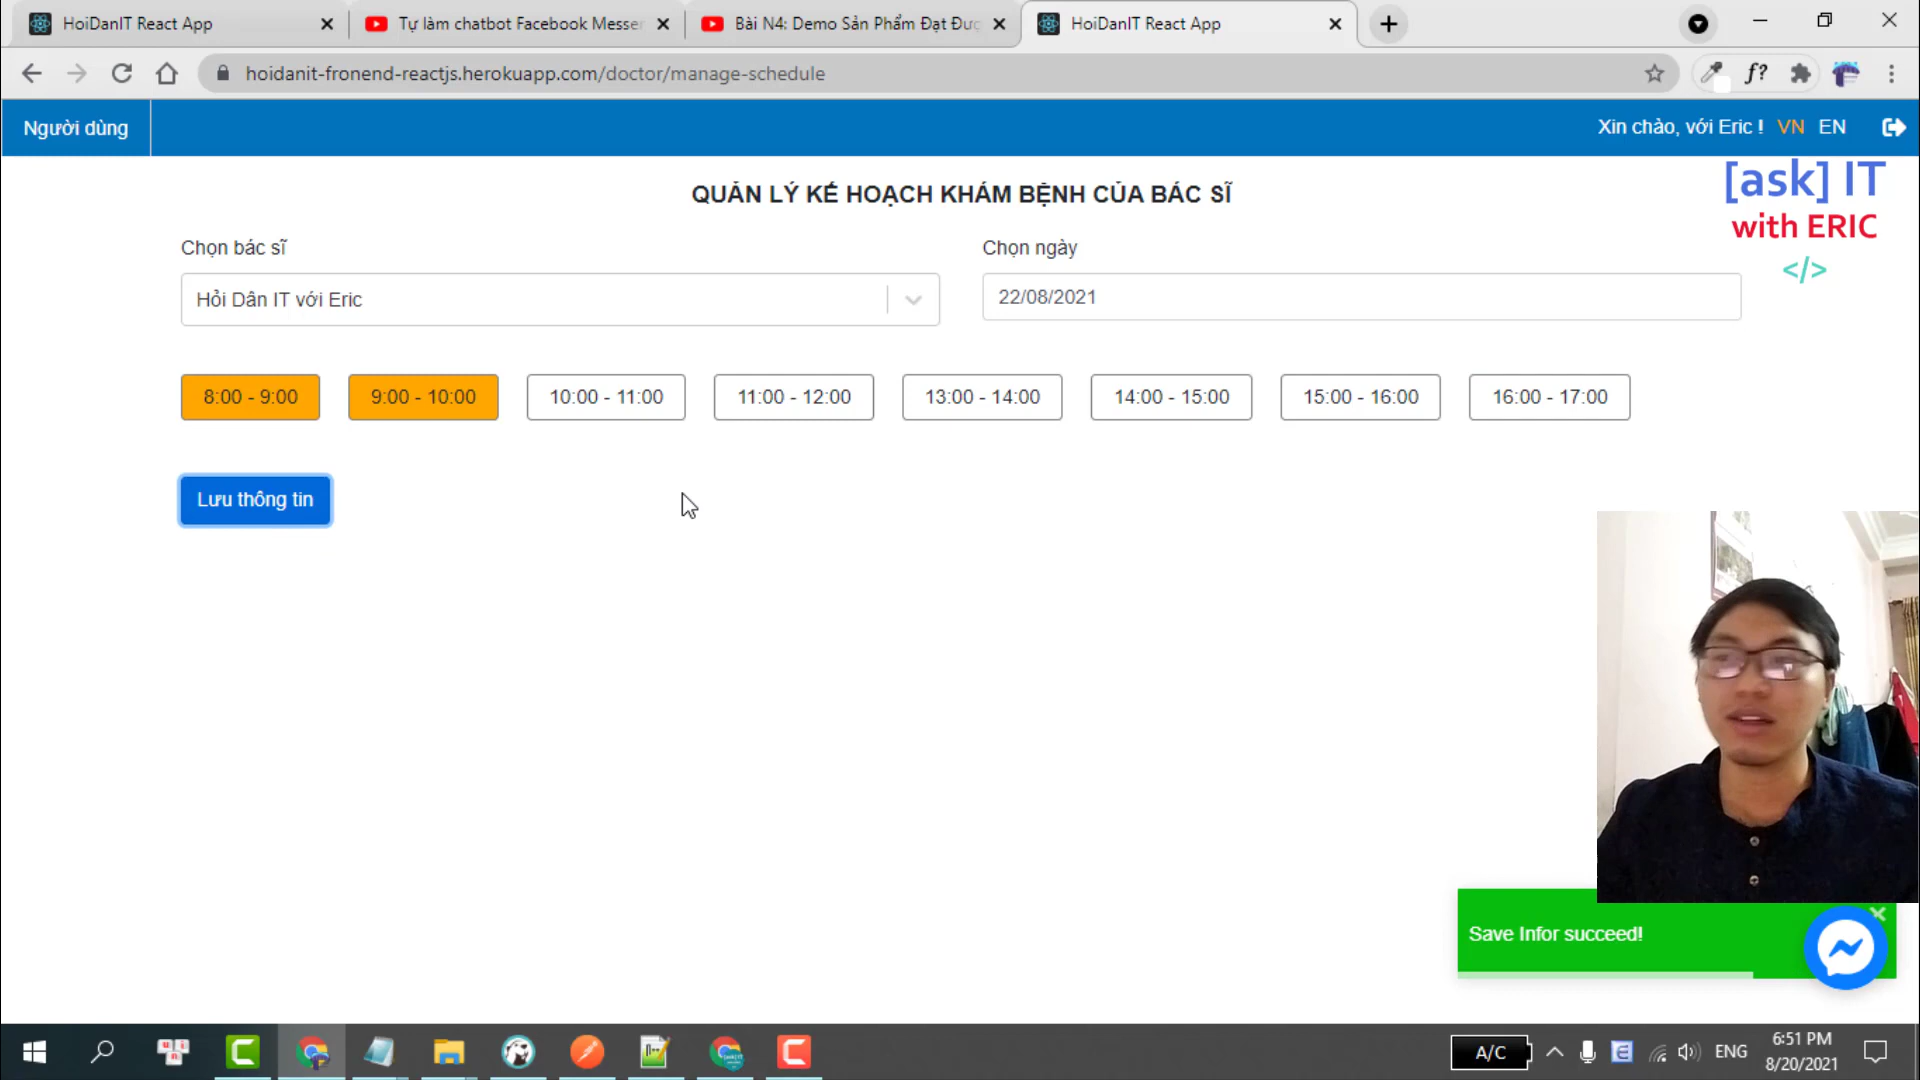 HoiDanIT React App
Tự làm chatbot Facebook Messer
Bài N4: Demo Sản Phẩm Đạt Đượ
HoiDanIT React App
hoidanit-fronend-reactjs.herokuapp.com/doctor/manage-schedule
f?
Người dùng
Xin chào, với Eric ! VN EN
[ask] IT
with ERIC
</>
QUẢN LÝ KẾ HOẠCH KHÁM BỆNH CỦA BÁC SĨ
Chọn bác sĩ
Chọn ngày
Hỏi Dân IT với Eric
22/08/2021
8:00 - 9:00
9:00 - 10:00
10:00 - 11:00
11:00 - 12:00
13:00 - 14:00
14:00 - 15:00
15:00 - 16:00
16:00 - 17:00
Lưu thông tin
Save Infor succeed!
A/C
ENG
6:51 PM
8/20/2021